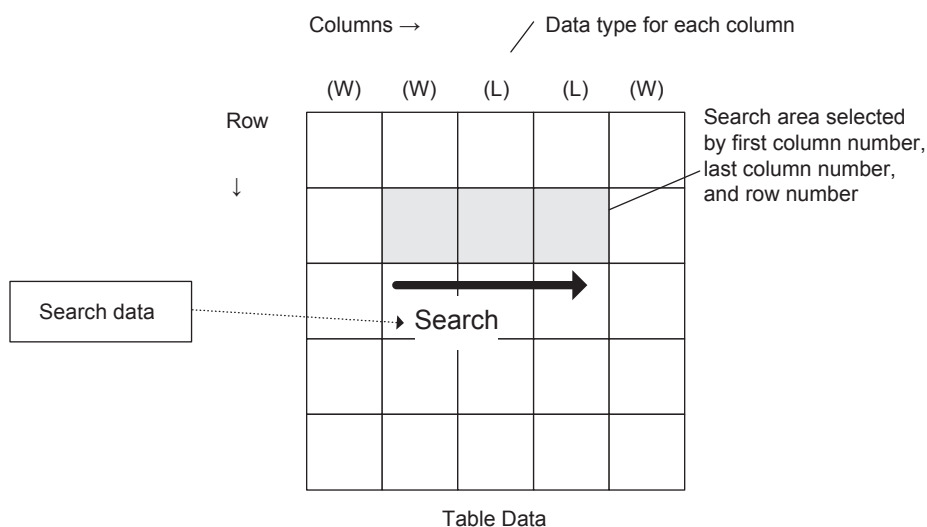 Columns → Data type for each column
(W) (W) (L) (L) (W)
Row
↓
Search area selected
by first column number,
last column number,
and row number
Search data
Search
Table Data